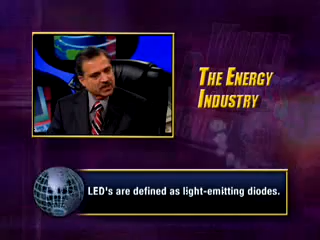 THE ENERGY
INDUSTRY
LED's are defined as light-emitting diodes.